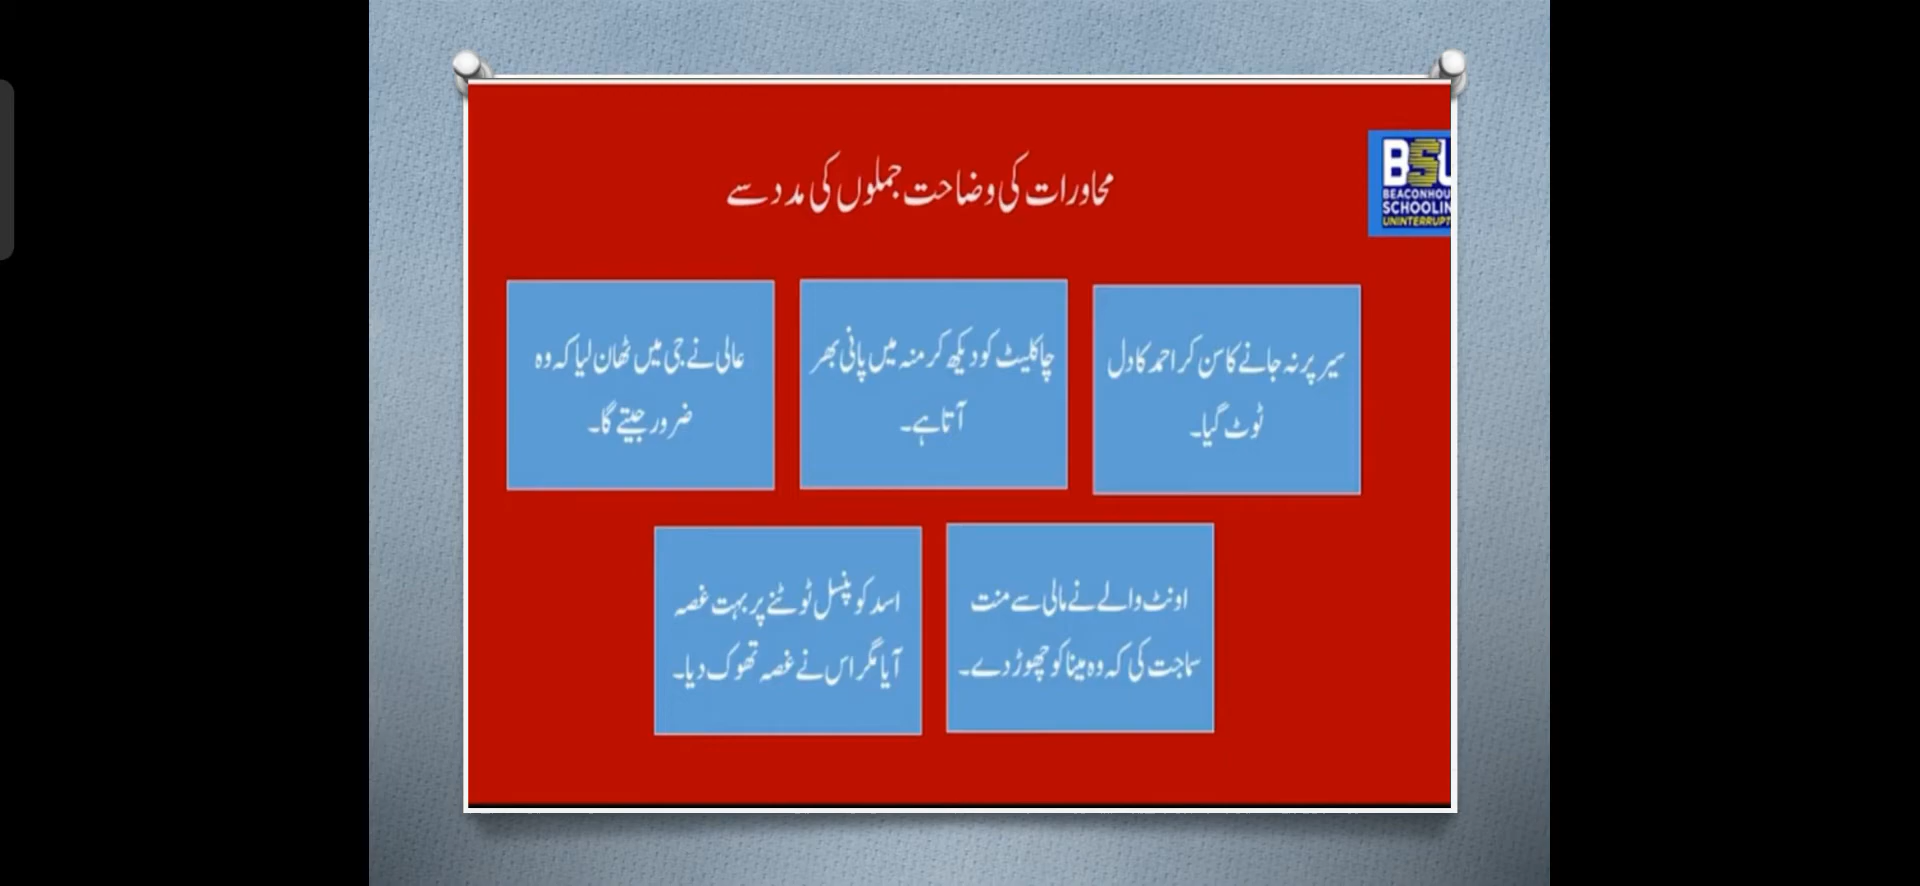 محاورات کی وضاحت جملوں کی مدد سے
BSU
BEACONHOU
SCHOOLIN
UNINTERRUPT
سیر پر نہ جانے کا سن کر احمد کا دل
ٹوٹ گیا۔
چاکلیٹ کو دیکھ کر منہ میں پانی بھر
آتا ہے۔
عالی نے جی میں ٹھان لیا کہ وہ
ضرور جیتے گا۔
اونٹ والے نے مالی سے منت
سماجت کی کہ وہ مینا کو چھوڑ دے۔
اسد کو پنسل ٹوٹنے پر بہت غصہ
آیا مگر اس نے غصہ تھوک دیا۔